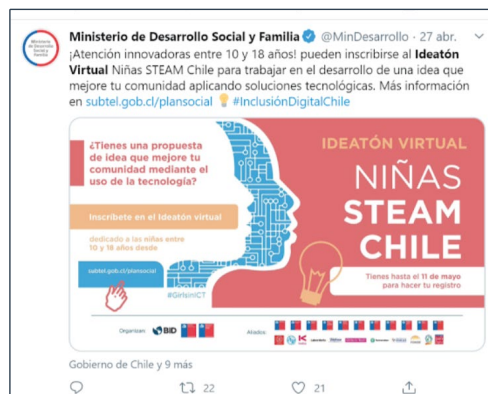 Ministerio de Desarrollo Social y Familia @MinDesarrollo · 27 abr.
¡Atención innovadoras entre 10 y 18 años! pueden inscribirse al Ideatón
Virtual Niñas STEAM Chile para trabajar en el desarrollo de una idea que
mejore tu comunidad aplicando soluciones tecnológicas. Más información
en subtel.gob.cl/plansocial #InclusiónDigitalChile
¿Tienes una propuesta
de idea que mejore tu
comunidad mediante el
uso de la tecnología?
Inscríbete en el Ideatón virtual
dedicado a las niñas entre
10 y 18 años desde
subtel.gob.cl/plansocial
#GirlsinICT
IDEATÓN VIRTUAL
NIÑAS
STEAM
CHILE
Tienes hasta el 11 de mayo
para hacer tu registro
Organizan: BID
Aliados:
Gobierno de Chile y 9 más
22
21